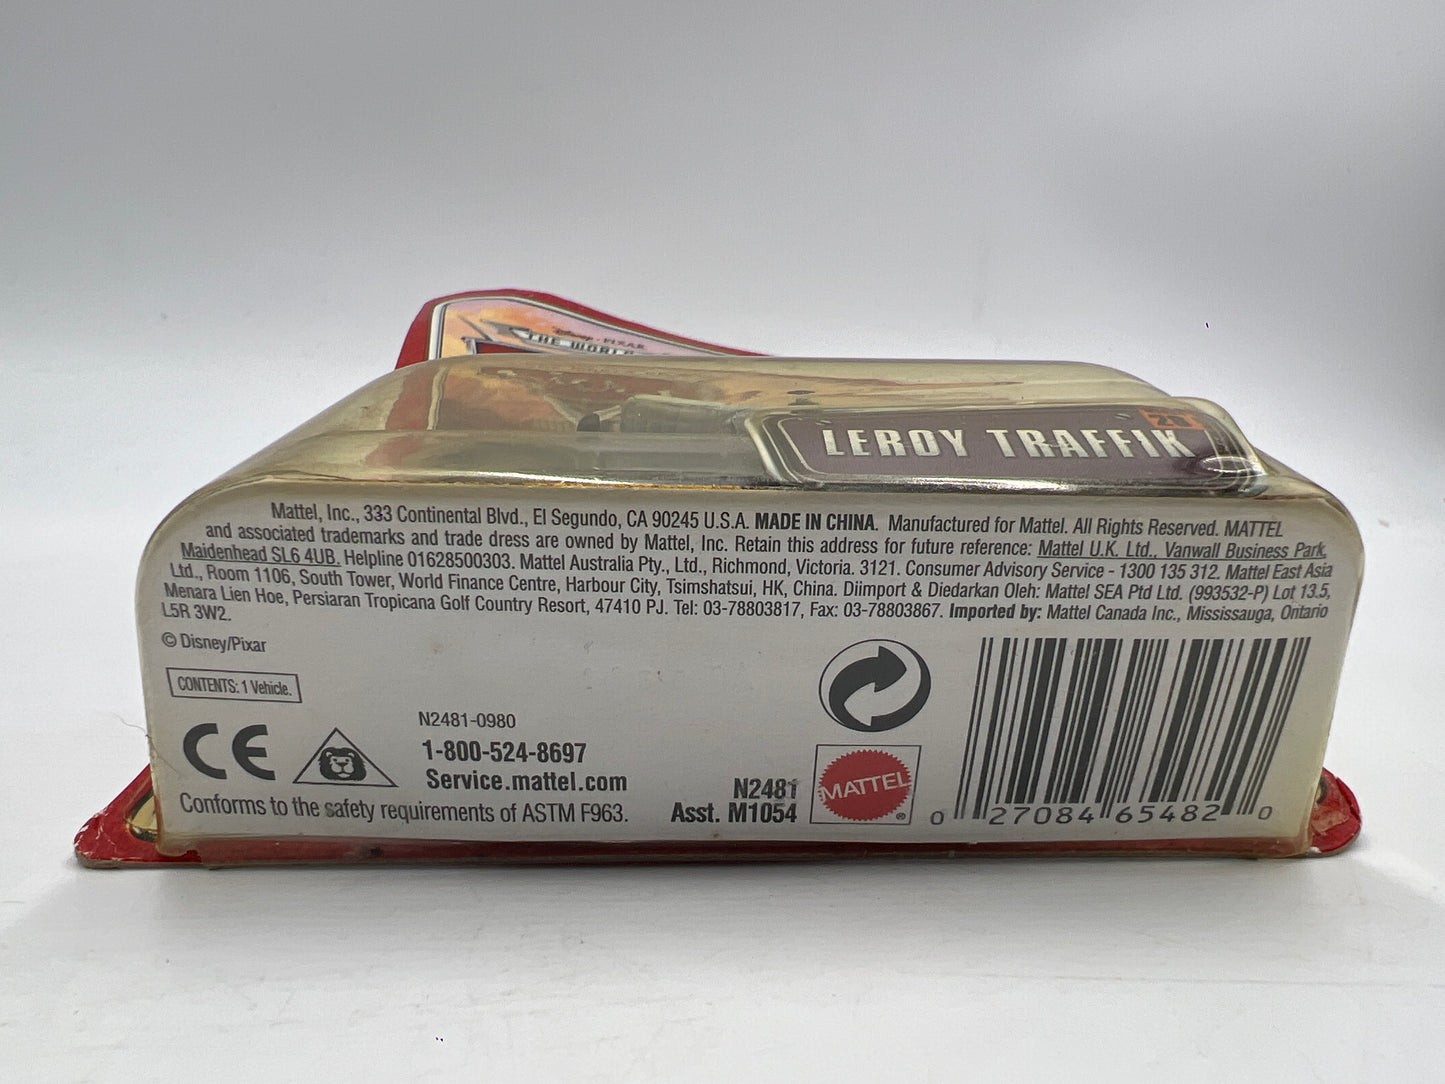 Disney · PIXAR
THE WORLD
LEROY TRAFFIK
Mattel, Inc., 333 Continental Blvd., El Segundo, CA 90245 U.S.A. MADE IN CHINA. Manufactured for Mattel. All Rights Reserved. MATTEL
and associated trademarks and trade dress are owned by Mattel, Inc. Retain this address for future reference: Mattel U.K. Ltd., Vanwall Business Park,
Maidenhead SL6 4UB. Helpline 01628500303. Mattel Australia Pty., Ltd., Richmond, Victoria. 3121. Consumer Advisory Service - 1300 135 312. Mattel East Asia
Ltd., Room 1106, South Tower, World Finance Centre, Harbour City, Tsimshatsui, HK, China. Diimport & Diedarkan Oleh: Mattel SEA Ptd Ltd. (993532-P) Lot 13.5,
Menara Lien Hoe, Persiaran Tropicana Golf Country Resort, 47410 PJ. Tel: 03-78803817, Fax: 03-78803867. Imported by: Mattel Canada Inc., Mississauga, Ontario
L5R 3W2.
© Disney/Pixar
CONTENTS: 1 Vehicle.
CE
N2481-0980
1-800-524-8697
Service.mattel.com
Conforms to the safety requirements of ASTM F963.
N2481
Asst. M1054
MATTEL ®
0 27084 65482 0